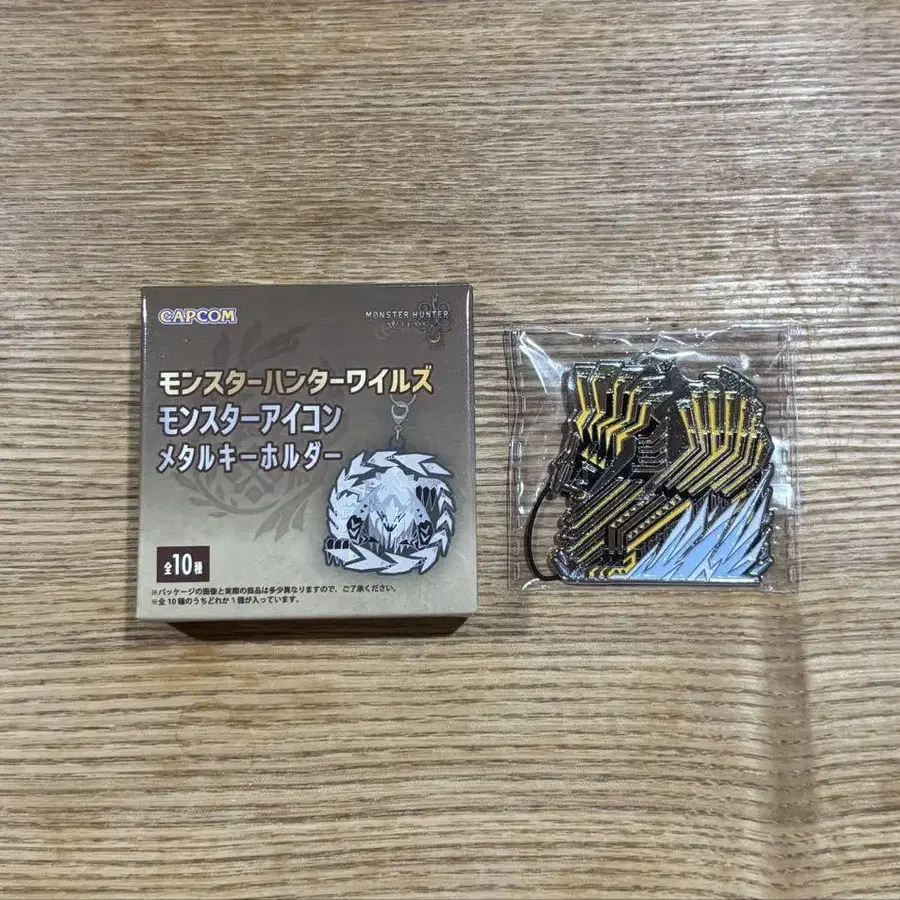 CAPCOM
MONSTER HUNTER
WILDS
モンスターハンターワイルズ
モンスターアイコン
メタルキーホルダー
全10種
※パッケージの画像と実際の商品は多少異なりますので、ご了承ください。
※全10種のうちどれか1種が入っています。